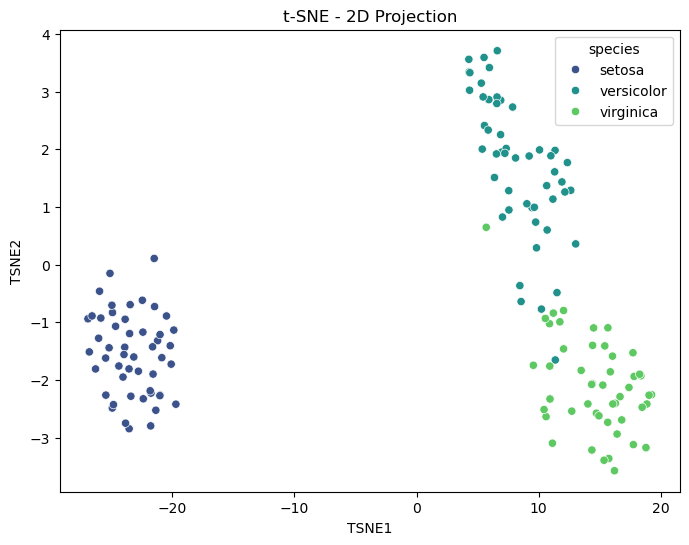 t-SNE - 2D Projection
species
setosa
versicolor
virginica
4
3
2
1
0
−1
−2
−3
TSNE2
−20
−10
0
10
20
TSNE1